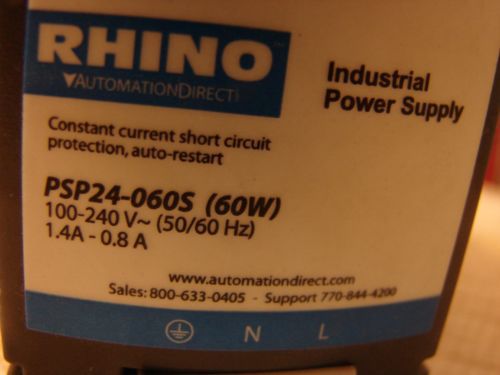 RHINO
AUTOMATIONDIRECT
Industrial
Power Supply
Constant current short circuit
protection, auto-restart
PSP24-060S (60W)
100-240 V~ (50/60 Hz)
1.4A - 0.8 A
www.automationdirect.com
Sales: 800-633-0405 - Support 770-844-4200
N L